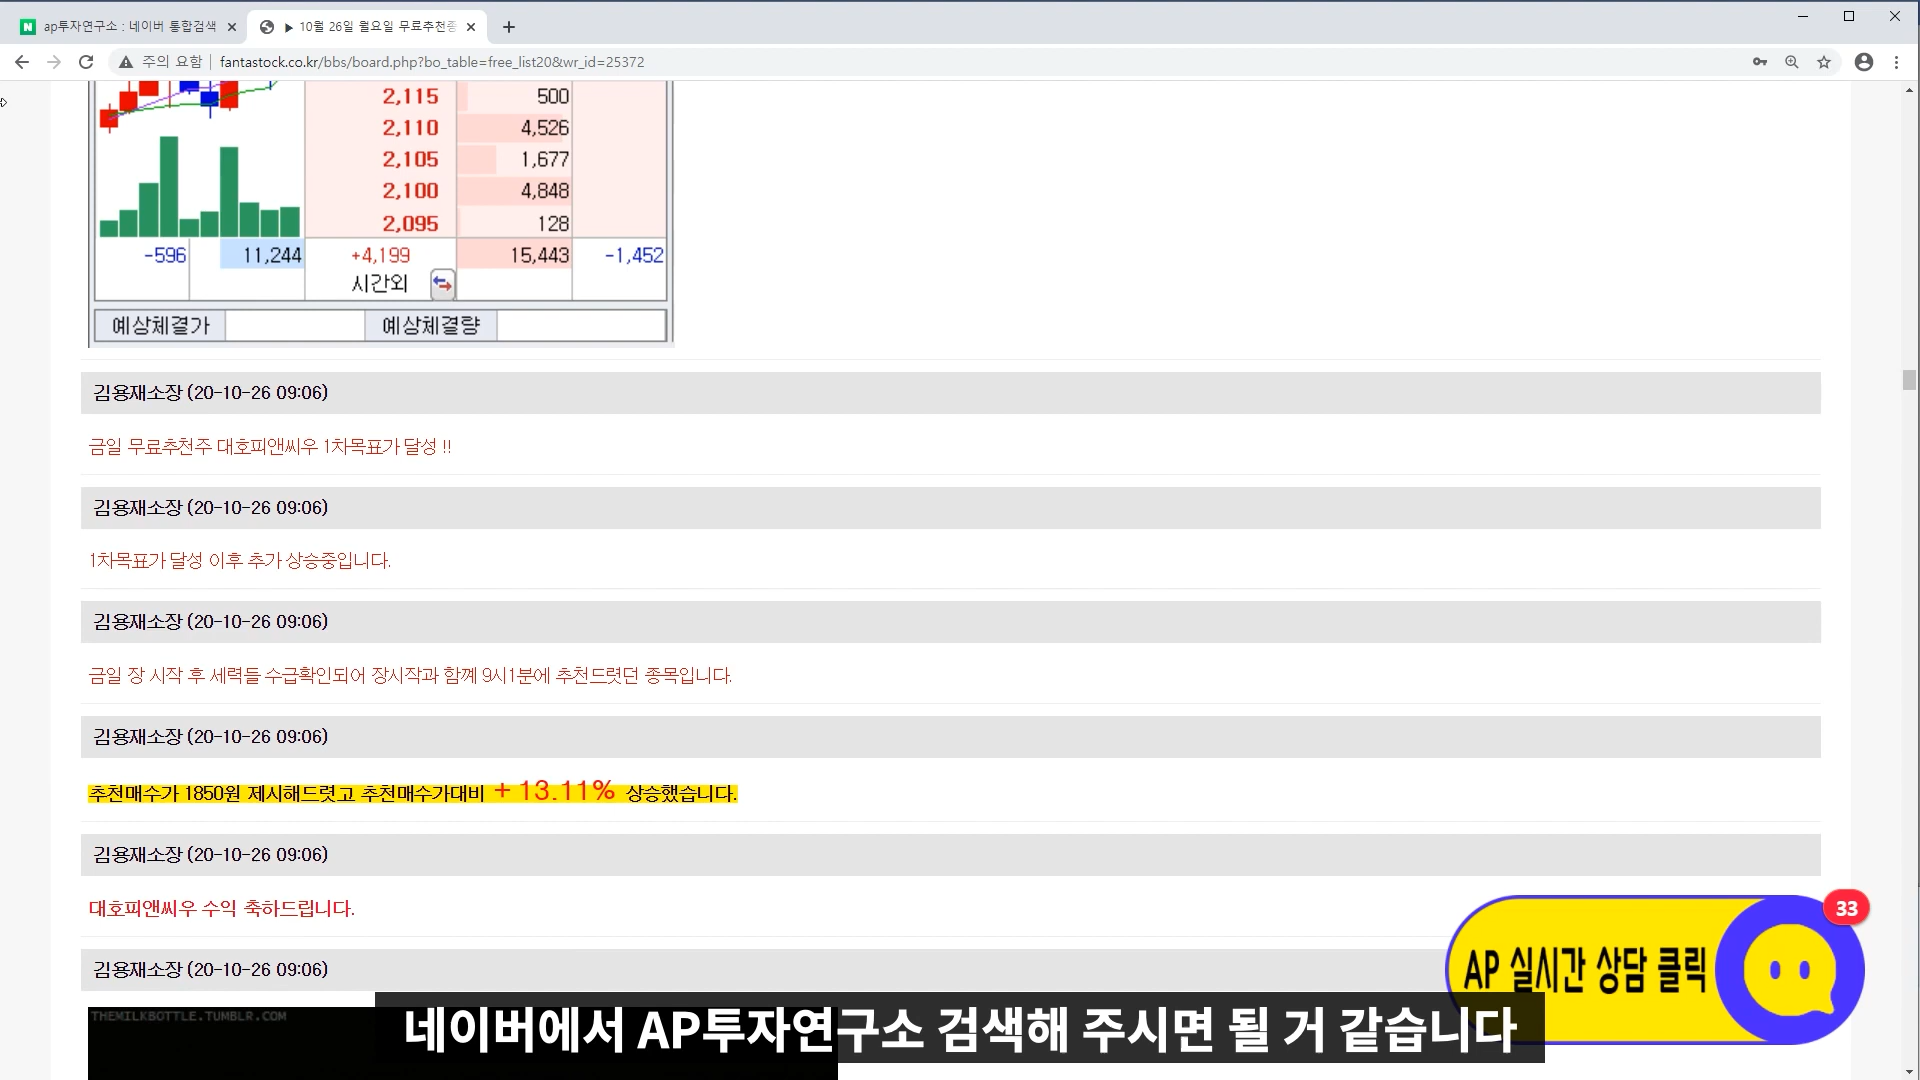 ap투자연구소 : 네이버 통합검색
▶ 10월 26일 월요일 무료추천종
주의 요함
fantastock.co.kr/bbs/board.php?bo_table=free_list20&wr_id=25372
2,115 500
2,110 4,526
2,105 1,677
2,100 4,848
2,095 128
-596 11,244 +4,199 15,443 -1,452
시간외
예상체결가 예상체결량
김용재소장 (20-10-26 09:06)
금일 무료추천주 대호피앤씨우 1차목표가 달성 !!
김용재소장 (20-10-26 09:06)
1차목표가 달성 이후 추가 상승중입니다.
김용재소장 (20-10-26 09:06)
금일 장 시작 후 세력들 수급확인되어 장시작과 함꼐 9시1분에 추천드렷던 종목입니다.
김용재소장 (20-10-26 09:06)
추천매수가 1850원 제시해드렷고 추천매수가대비 + 13.11% 상승했습니다.
김용재소장 (20-10-26 09:06)
대호피앤씨우 수익 축하드립니다.
33
AP 실시간 상담 클릭
김용재소장 (20-10-26 09:06)
THEMILKBOTTLE.TUMBLR.COM
네이버에서 AP투자연구소 검색해 주시면 될 거 같습니다